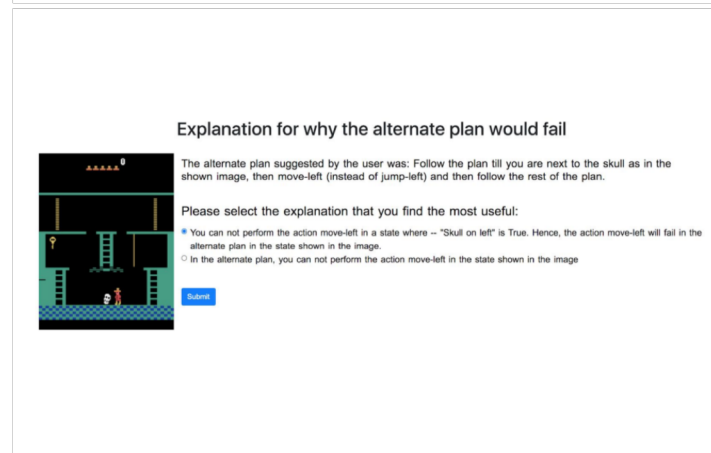 Explanation for why the alternate plan would fail
0
The alternate plan suggested by the user was: Follow the plan till you are next to the skull as in the
shown image, then move-left (instead of jump-left) and then follow the rest of the plan.
Please select the explanation that you find the most useful:
You can not perform the action move-left in a state where -- "Skull on left" is True. Hence, the action move-left will fail in the
alternate plan in the state shown in the image.
In the alternate plan, you can not perform the action move-left in the state shown in the image
Submit